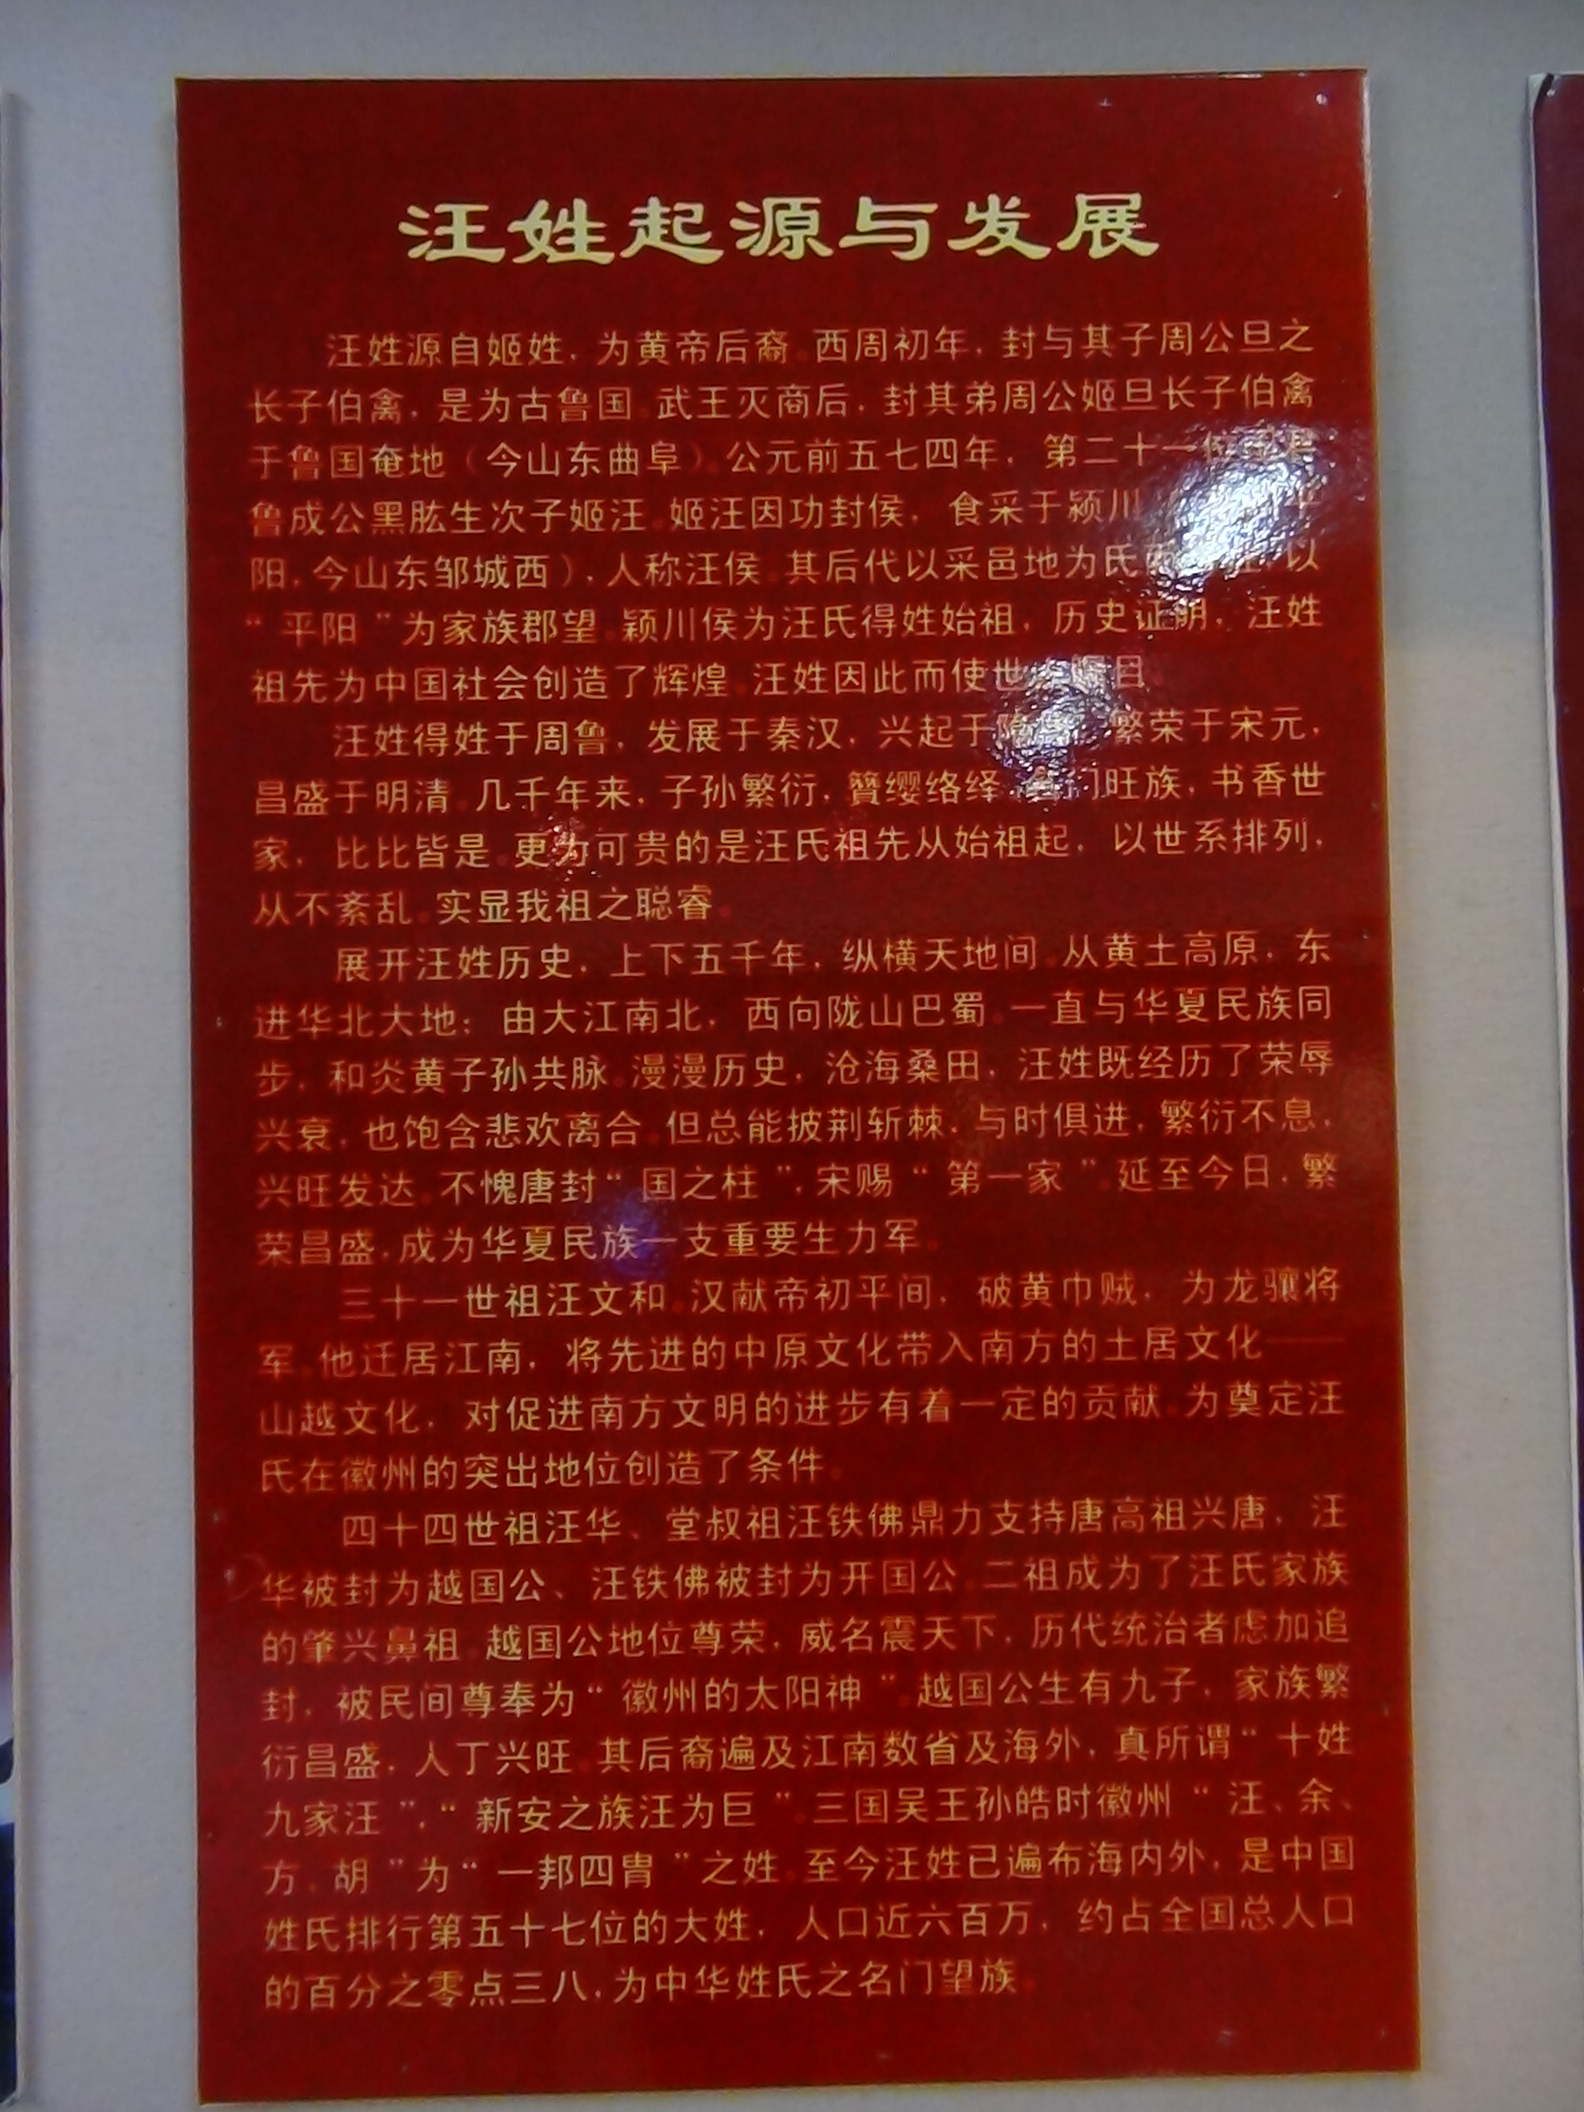 汪姓起源与发展
汪姓源自姬姓，为黄帝后裔。西周初年，封与其子周公旦之
长子伯禽，是为古鲁国。武王灭商后，封其弟周公姬旦长子伯禽
于鲁国奄地（今山东曲阜）。公元前五七四年，第二十一
鲁成公黑肱生次子姬汪。姬汪因功封侯，食采于颍川
阳，今山东邹城西），人称汪侯。其后代以采邑地为氏 以
“平阳”为家族郡望。颍川侯为汪氏得姓始祖，历史证明，汪姓
祖先为中国社会创造了辉煌。汪姓因此而使世 目。
汪姓得姓于周鲁，发展于秦汉，兴起于 繁荣于宋元，
昌盛于明清。几千年来，子孙繁衍，簪缨络绎 门旺族，书香世
家，比比皆是。更为可贵的是汪氏祖先从始祖起，以世系排列，
从不紊乱。实显我祖之聪睿。
展开汪姓历史，上下五千年，纵横天地间。从黄土高原，东
进华北大地；由大江南北，西向陇山巴蜀。一直与华夏民族同
步，和炎黄子孙共脉。漫漫历史，沧海桑田，汪姓既经历了荣辱
兴衰，也饱含悲欢离合。但总能披荆斩棘，与时俱进，繁衍不息，
兴旺发达。不愧唐封“国之柱”，宋赐“第一家”。延至今日，繁
荣昌盛，成为华夏民族一支重要生力军。
三十一世祖汪文和。汉献帝初平间，破黄巾贼，为龙骧将
军。他迁居江南，将先进的中原文化带入南方的土居文化——
山越文化，对促进南方文明的进步有着一定的贡献。为奠定汪
氏在徽州的突出地位创造了条件。
四十四世祖汪华、堂叔祖汪铁佛鼎力支持唐高祖兴唐，汪
华被封为越国公、汪铁佛被封为开国公。二祖成为了汪氏家族
的肇兴鼻祖。越国公地位尊荣，威名震天下，历代统治者虑加追
封，被民间尊奉为“徽州的太阳神”。越国公生有九子，家族繁
衍昌盛，人丁兴旺。其后裔遍及江南数省及海外，真所谓“十姓
九家汪”，“新安之族汪为巨”。三国吴王孙皓时徽州“汪、余、
方、胡”为“一邦四胄”之姓。至今汪姓已遍布海内外，是中国
姓氏排行第五十七位的大姓，人口近六百万，约占全国总人口
的百分之零点三八，为中华姓氏之名门望族。